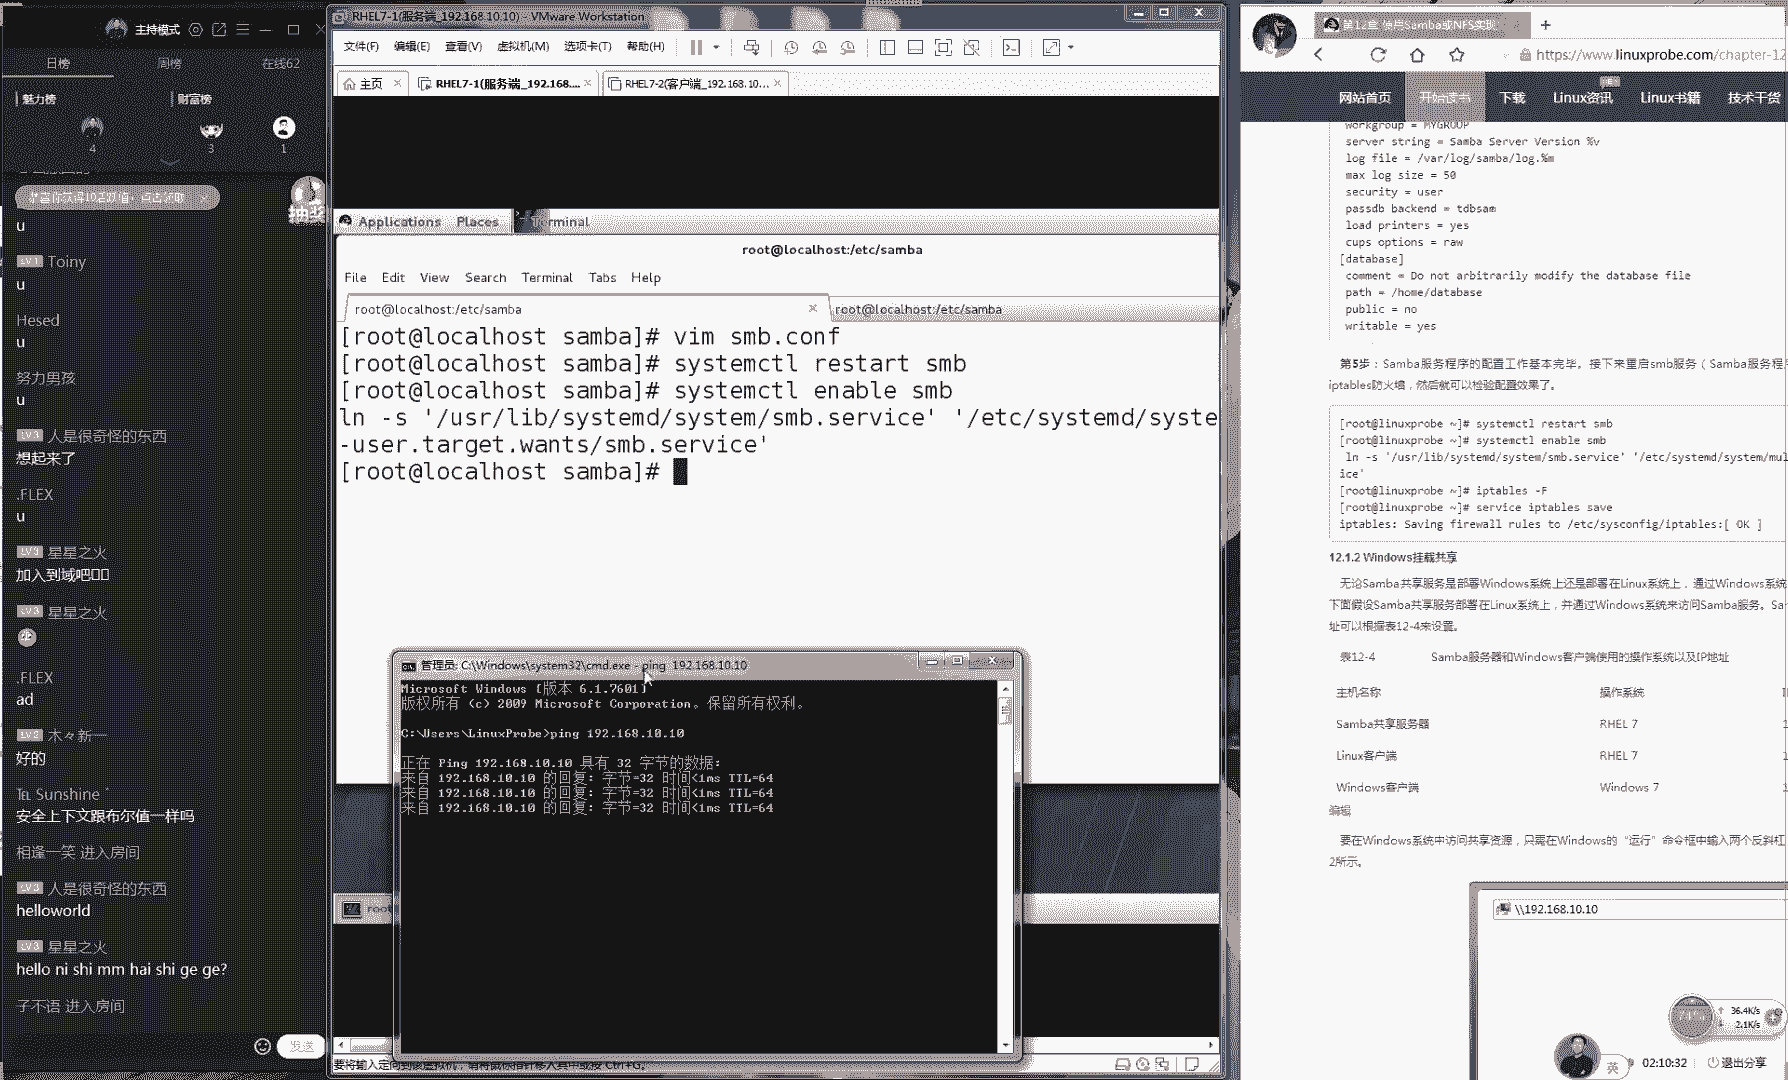 主持模式
日榜 周榜 在线62
魅力榜 财富榜
4 3 1
抽奖
u
LV1 Toiny
u
Hesed
u
努力男孩
u
LV3 人是很奇怪的东西
想起来了
.FLEX
u
LV3 星星之火
加入到域吧
LV3 星星之火
.FLEX
ad
LV2 木々新一
好的
℡ Sunshine
安全上下文跟布尔值一样吗
相逢一笑 进入房间
LV3 人是很奇怪的东西
helloworld
LV3 星星之火
hello ni shi mm hai shi ge ge?
子不语 进入房间
发送
RHEL7-1(服务端_192.168.10.10) - VMware Workstation
文件(F) 编辑(E) 查看(V) 虚拟机(M) 选项卡(T) 帮助(H)
主页 RHEL7-1(服务端_192.168.... RHEL7-2(客户端_192.168.10...
Applications Places Terminal
root@localhost:/etc/samba
File Edit View Search Terminal Tabs Help
root@localhost:/etc/samba root@localhost:/etc/samba
[root@localhost samba]# vim smb.conf
[root@localhost samba]# systemctl restart smb
[root@localhost samba]# systemctl enable smb
ln -s '/usr/lib/systemd/system/smb.service' '/etc/systemd/syste
-user.target.wants/smb.service'
[root@localhost samba]#
管理员: C:\Windows\system32\cmd.exe - ping 192.168.10.10
Microsoft Windows [版本 6.1.7601]
版权所有 (c) 2009 Microsoft Corporation。保留所有权利。
C:\Users\LinuxProbe>ping 192.168.10.10
正在 Ping 192.168.10.10 具有 32 字节的数据:
来自 192.168.10.10 的回复: 字节=32 时间<1ms TTL=64
来自 192.168.10.10 的回复: 字节=32 时间<1ms TTL=64
来自 192.168.10.10 的回复: 字节=32 时间<1ms TTL=64
root
第12章 使用Samba或NFS实现
https://www.linuxprobe.com/chapter-12
网站首页 开始读书 下载 Linux资讯 Linux书籍 技术干货
workgroup = MYGROUP
server string = Samba Server Version %v
log file = /var/log/samba/log.%m
max log size = 50
security = user
passdb backend = tdbsam
load printers = yes
cups options = raw
[database]
comment = Do not arbitrarily modify the database file
path = /home/database
public = no
writable = yes
第5步：Samba服务程序的配置工作基本完毕。接下来重启smb服务（Samba服务程
iptables防火墙，然后就可以检验配置效果了。
[root@linuxprobe ~]# systemctl restart smb
[root@linuxprobe ~]# systemctl enable smb
ln -s '/usr/lib/systemd/system/smb.service' '/etc/systemd/system/mul
ice'
[root@linuxprobe ~]# iptables -F
[root@linuxprobe ~]# service iptables save
iptables: Saving firewall rules to /etc/sysconfig/iptables:[ OK ]
12.1.2 Windows挂载共享
无论Samba共享服务是部署Windows系统上还是部署在Linux系统上，通过Windows系统
下面假设Samba共享服务部署在Linux系统上，并通过Windows系统来访问Samba服务。Sa
址可以根据表12-4来设置。
表12-4 Samba服务器和Windows客户端使用的操作系统以及IP地址
主机名称 操作系统
Samba共享服务器 RHEL 7
Linux客户端 RHEL 7
Windows客户端 Windows 7
编辑
要在Windows系统中访问共享资源，只需在Windows的“运行”命令框中输入两个反斜杠
2所示。
\\192.168.10.10
36.4K/s
2.1K/s
英 02:10:32 退出分享